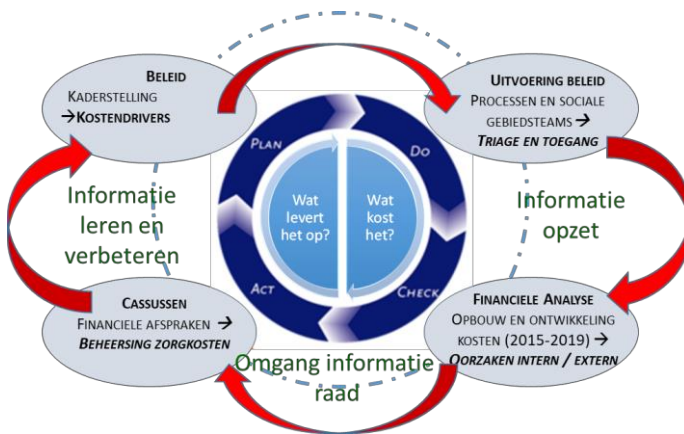 BELEID
KADERSTELLING
→KOSTENDRIVERS
UITVOERING BELEID
PROCESSEN EN SOCIALE
GEBIEDSTEAMS →
TRIAGE EN TOEGANG
PLAN
DO
Wat
levert
het op?
Wat
kost
het?
ACT
CHECK
Informatie
leren en
verbeteren
Informatie
opzet
CASSUSSEN
FINANCIELE AFSPRAKEN →
BEHEERSING ZORGKOSTEN
FINANCIELE ANALYSE
OPBOUW EN ONTWIKKELING
KOSTEN (2015-2019) →
OORZAKEN INTERN / EXTERN
Omgang informatie
raad